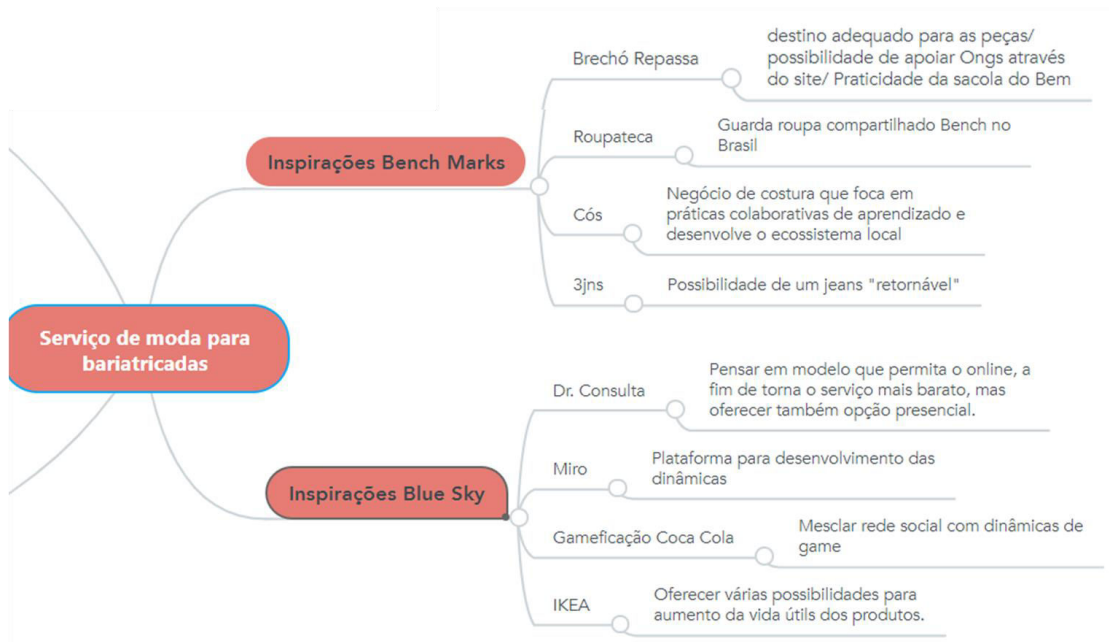 Serviço de moda para
bariatricadas
Inspirações Bench Marks
Brechó Repassa
destino adequado para as peças/
possibilidade de apoiar Ongs através
do site/ Praticidade da sacola do Bem
Roupateca
Guarda roupa compartilhado Bench no
Brasil
Cós
Negócio de costura que foca em
práticas colaborativas de aprendizado e
desenvolve o ecossistema local
3jns
Possibilidade de um jeans "retornável"
Inspirações Blue Sky
Dr. Consulta
Pensar em modelo que permita o online, a
fim de torna o serviço mais barato, mas
oferecer também opção presencial.
Miro
Plataforma para desenvolvimento das
dinâmicas
Gameficação Coca Cola
Mesclar rede social com dinâmicas de
game
IKEA
Oferecer várias possibilidades para
aumento da vida útils dos produtos.